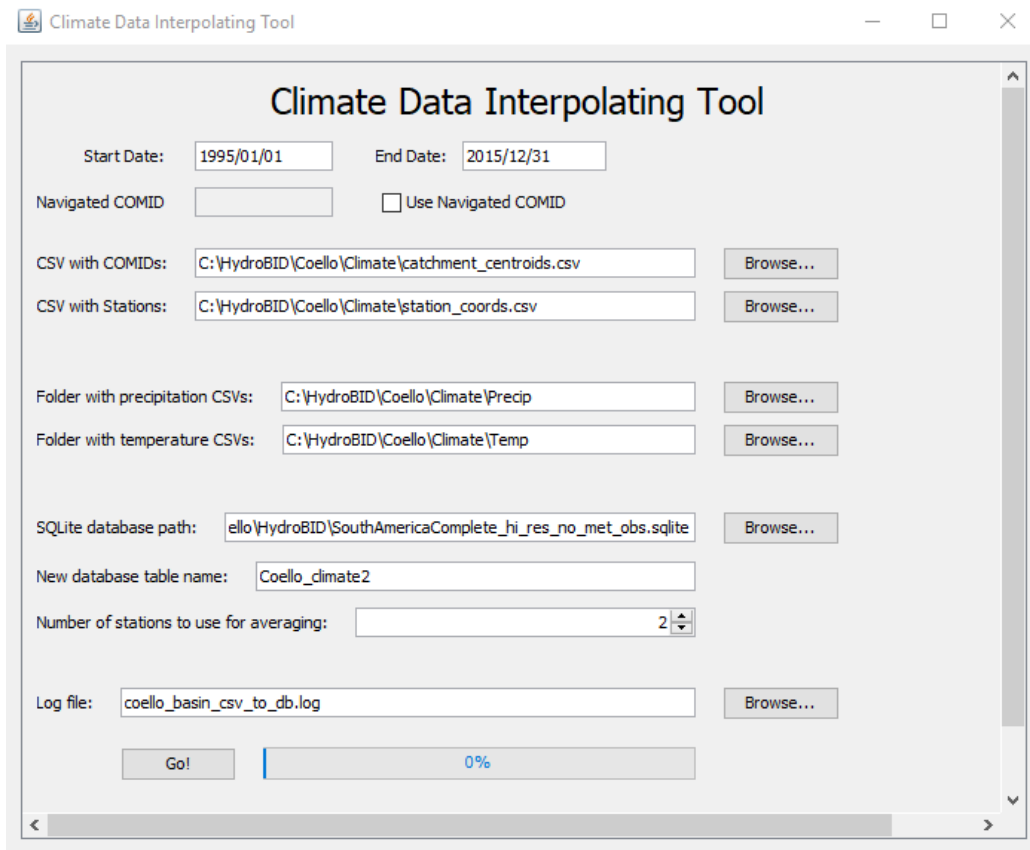 Climate Data Interpolating Tool
Climate Data Interpolating Tool
Start Date: 1995/01/01 End Date: 2015/12/31
Navigated COMID Use Navigated COMID
CSV with COMIDs: C:\HydroBID\Coello\Climate\catchment_centroids.csv Browse...
CSV with Stations: C:\HydroBID\Coello\Climate\station_coords.csv Browse...
Folder with precipitation CSVs: C:\HydroBID\Coello\Climate\Precip Browse...
Folder with temperature CSVs: C:\HydroBID\Coello\Climate\Temp Browse...
SQLite database path: ello\HydroBID\SouthAmericaComplete_hi_res_no_met_obs.sqlite Browse...
New database table name: Coello_climate2
Number of stations to use for averaging: 2
Log file: coello_basin_csv_to_db.log Browse...
Go! 0%